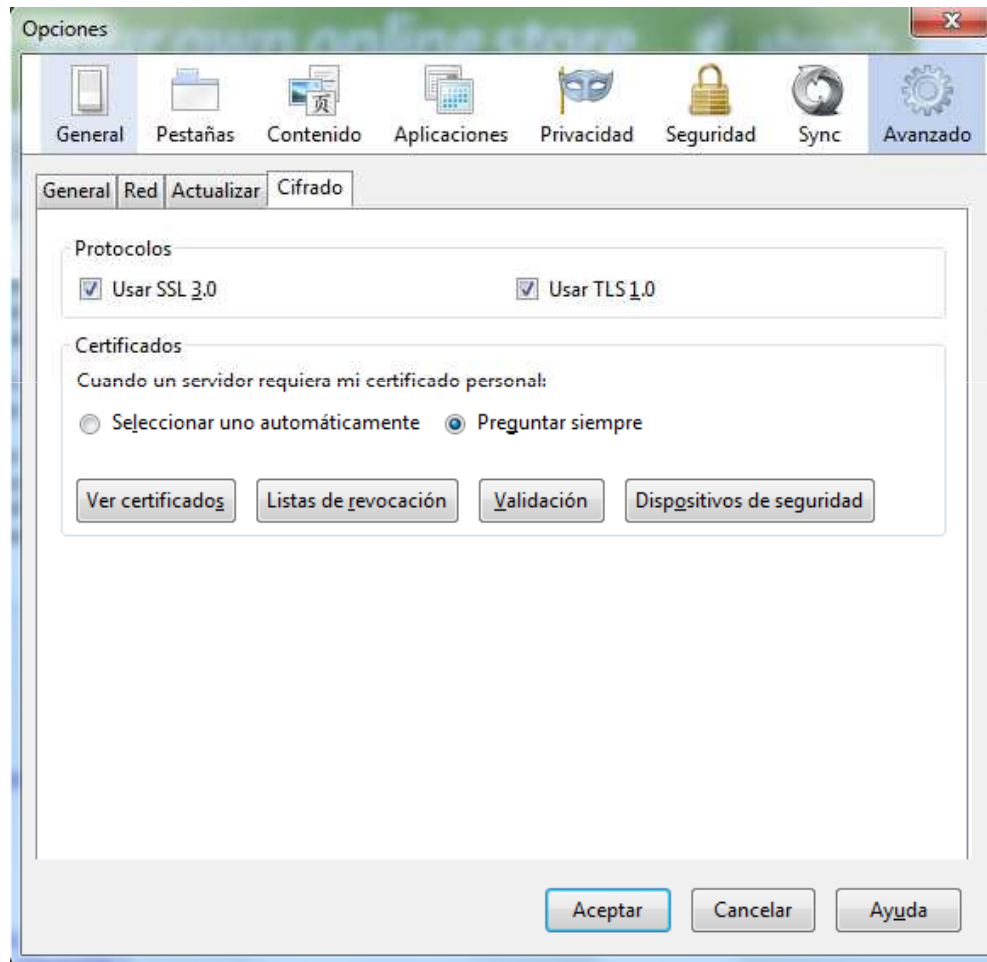 Opciones
General Pestañas Contenido Aplicaciones Privacidad Seguridad Sync Avanzado
General Red Actualizar Cifrado
Protocolos
Usar SSL 3.0 Usar TLS 1.0
Certificados
Cuando un servidor requiera mi certificado personal:
Seleccionar uno automáticamente Preguntar siempre
Ver certificados Listas de revocación Validación Dispositivos de seguridad
Aceptar Cancelar Ayuda